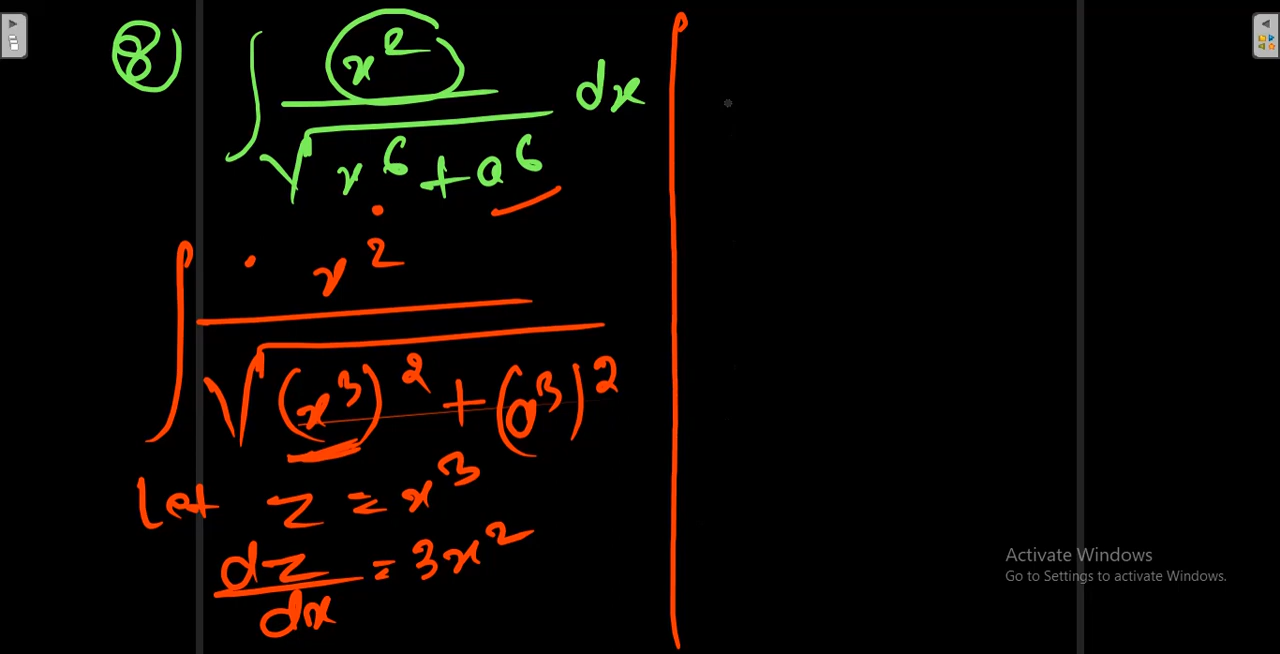 8) ∫ x² / √(x⁶ + a⁶) dx
∫ x² / √((x³)² + (a³)²)
Let z = x³
dz/dx = 3x²
Activate Windows
Go to Settings to activate Windows.